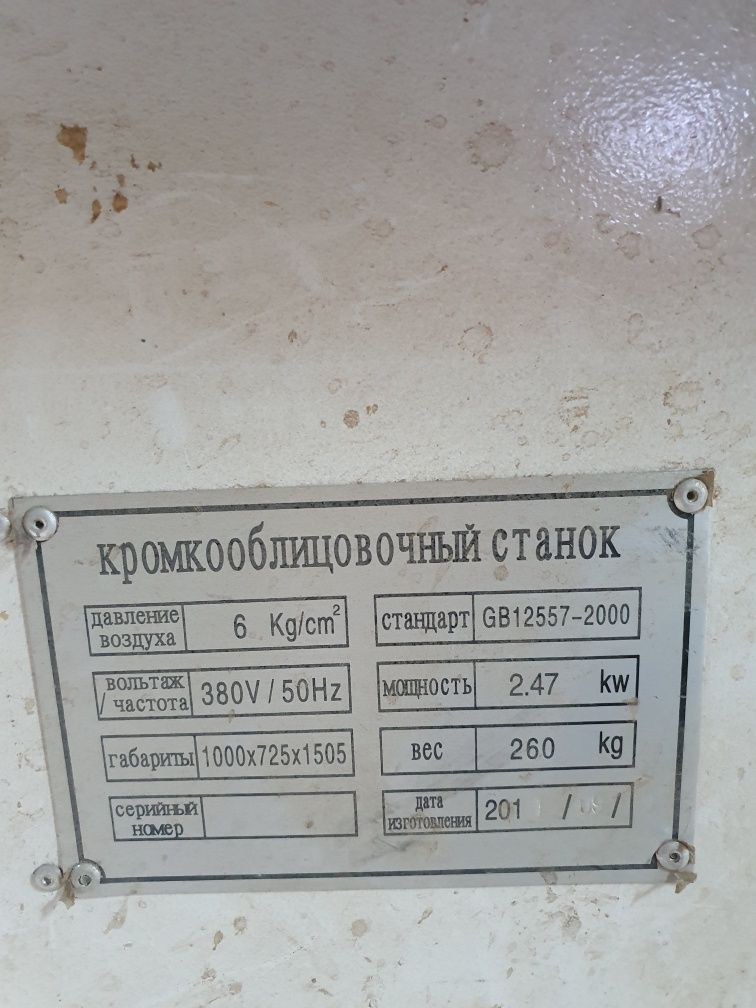 кромкооблицовочный станок
давление воздуха 6 Kg/cm² стандарт GB12557-2000
вольтаж / частота 380V/50Hz мощность 2.47 kw
габариты 1000x725x1505 вес 260 kg
серийный номер дата изготовления 201 / /